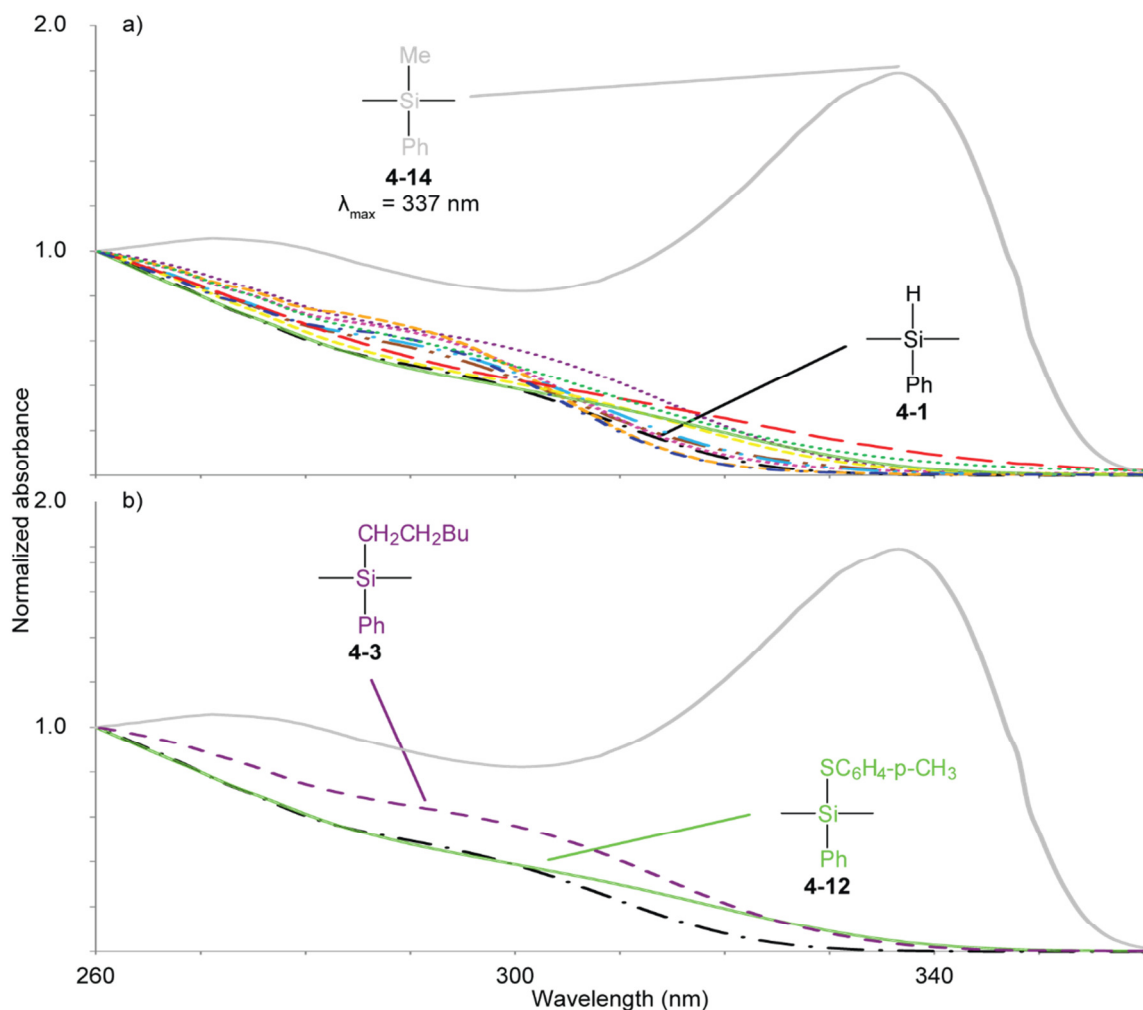 2.0
a)
Me
Si
Ph
4-14
λmax = 337 nm
1.0
H
Si
Ph
4-1
Normalized absorbance
2.0
b)
CH2CH2Bu
Si
Ph
4-3
1.0
SC6H4-p-CH3
Si
Ph
4-12
260
300
340
Wavelength (nm)